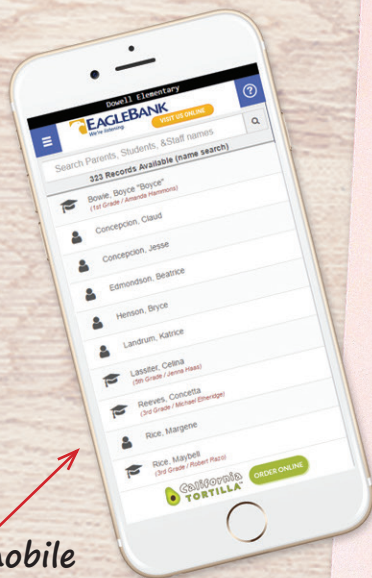 Dowell Elementary
EAGLEBANK
We're listening.
VISIT US ONLINE
Search Parents, Students, &Staff names
323 Records Available (name search)
Bowie, Boyce "Boyce"
(1st Grade / Amanda Hammons)
Concepcion, Claud
Concepcion, Jesse
Edmondson, Beatrice
Henson, Bryce
Landrum, Katrice
Lassiter, Celina
(5th Grade / Jenna Haas)
Reeves, Concetta
(3rd Grade / Michael Etheridge)
Rice, Margene
Rice, Maybell
(3rd Grade / Robert Razo)
California
TORTILLA
ORDER ONLINE
obile